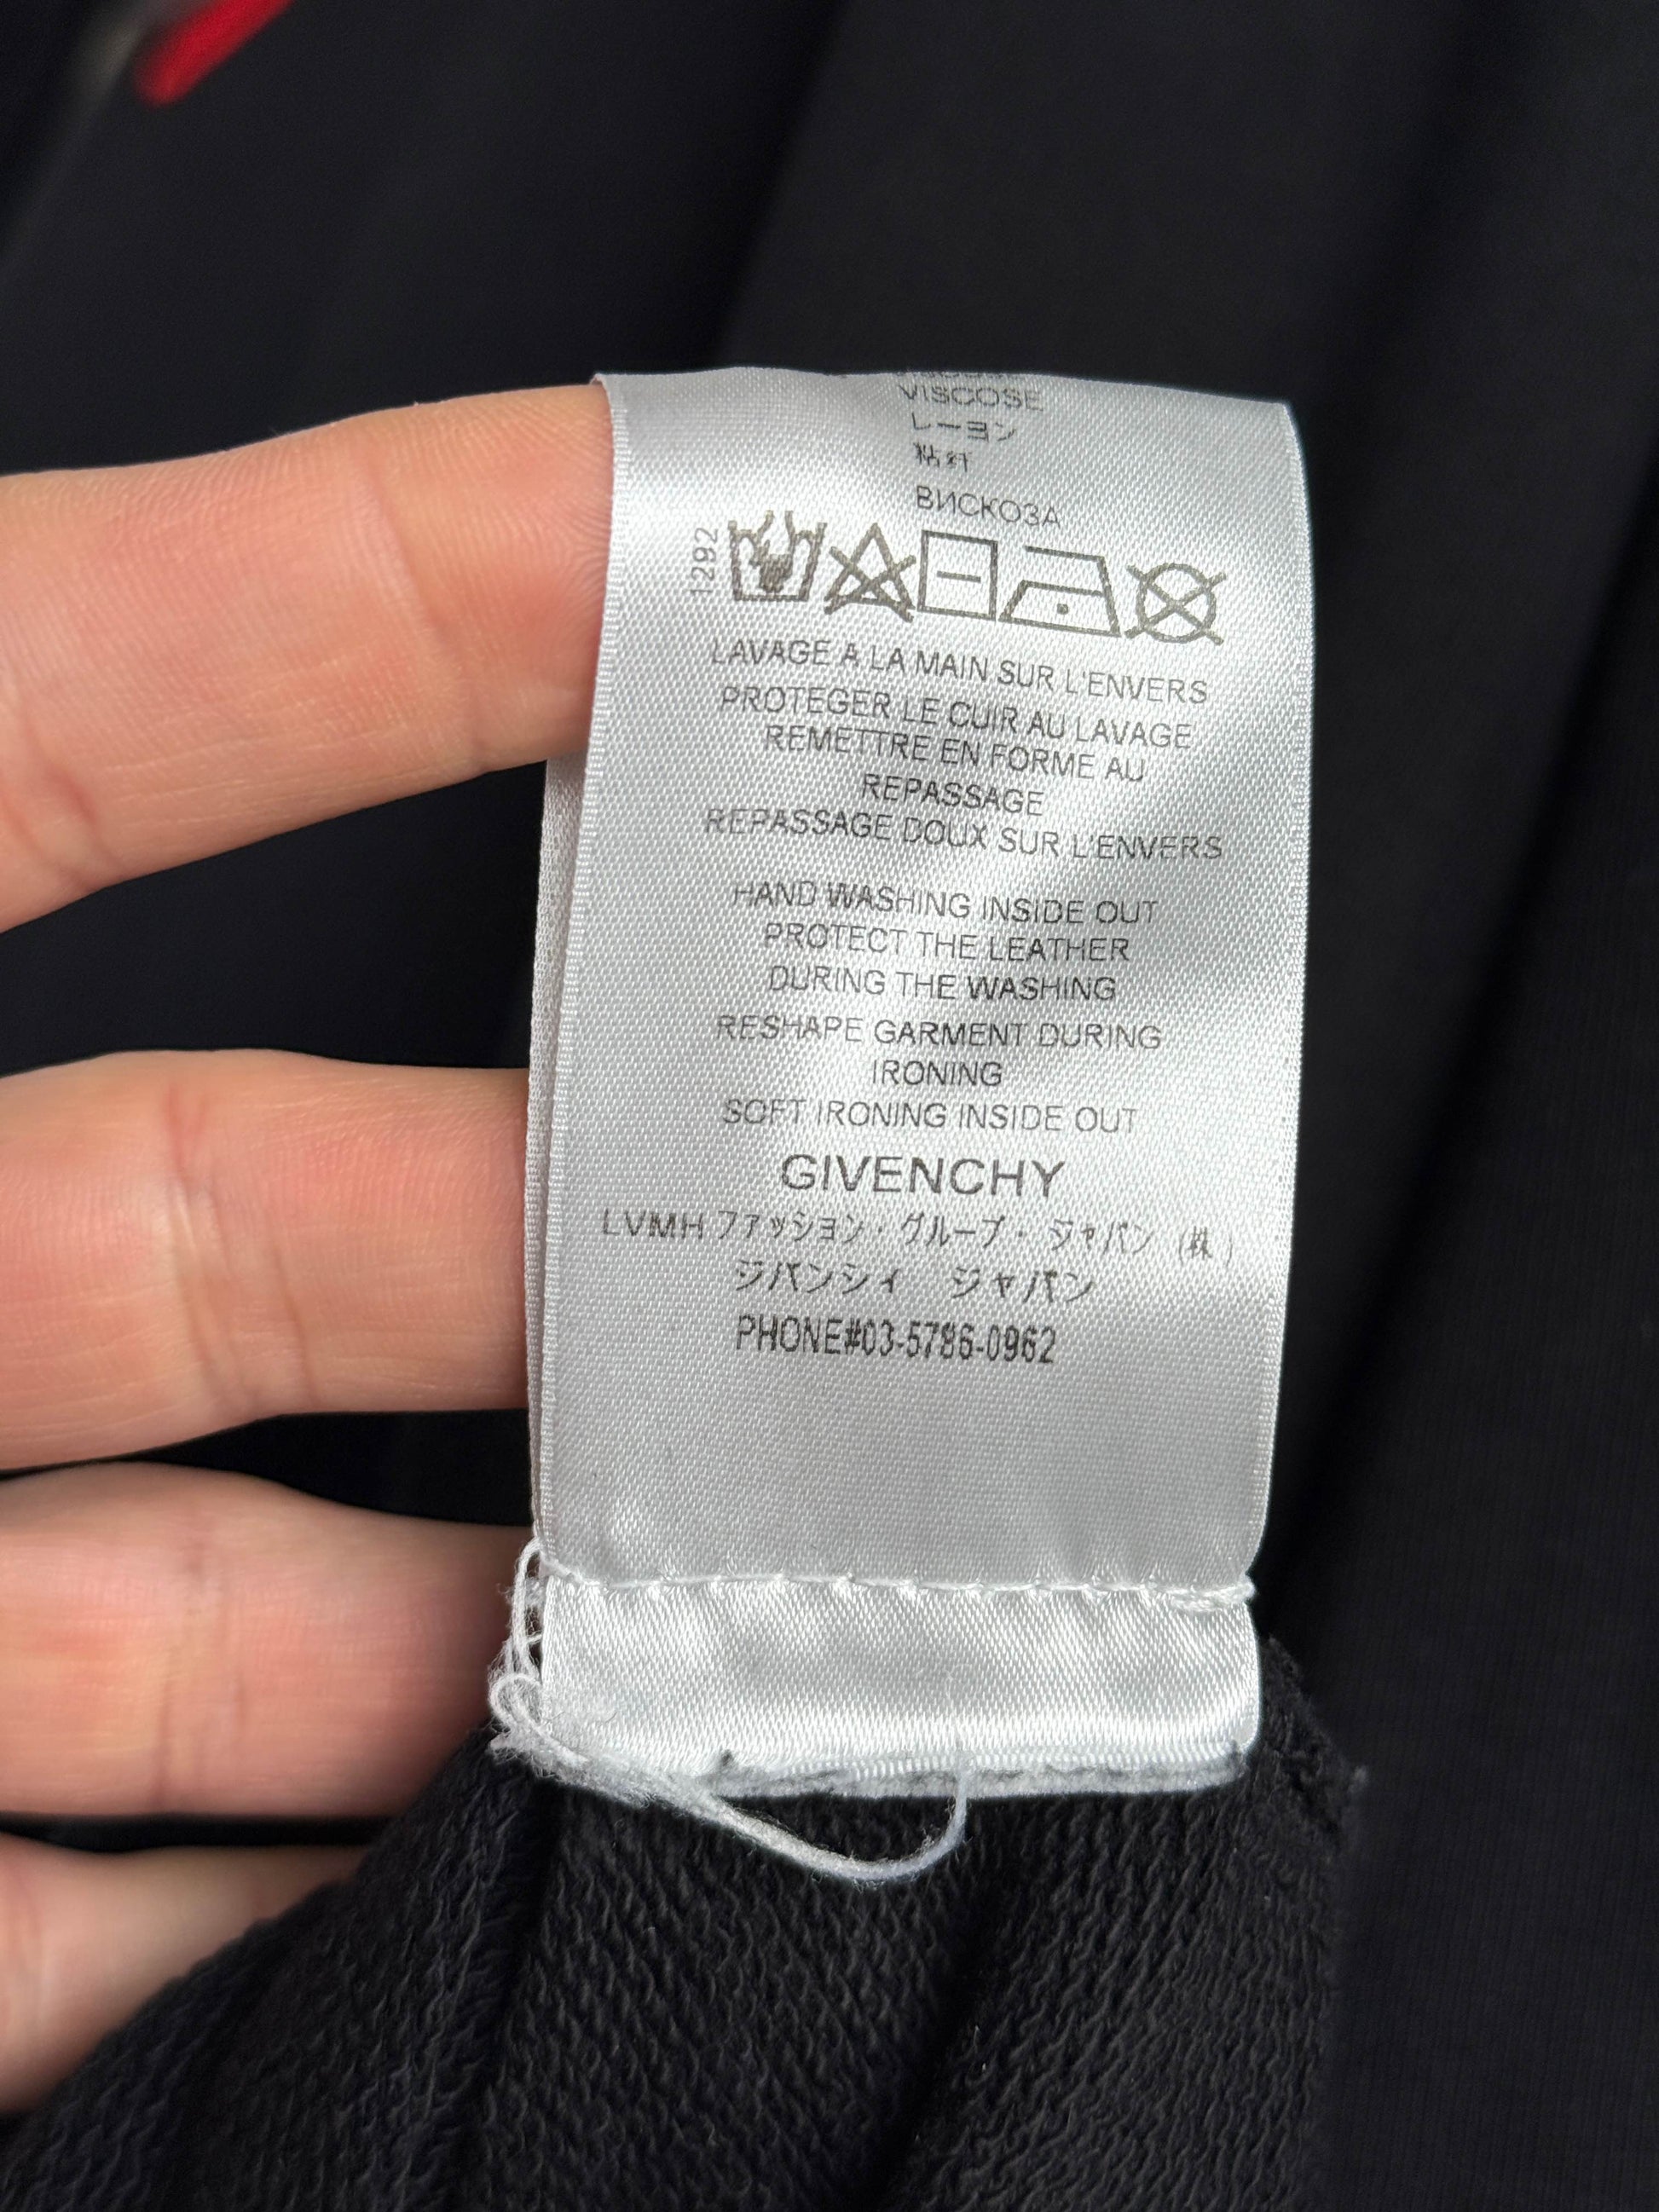 VISCOSE
レーヨン
粘纤
ВИСКОЗА
1292
LAVAGE A LA MAIN SUR L'ENVERS
PROTEGER LE CUIR AU LAVAGE
REMETTRE EN FORME AU
REPASSAGE
REPASSAGE DOUX SUR L'ENVERS
HAND WASHING INSIDE OUT
PROTECT THE LEATHER
DURING THE WASHING
RESHAPE GARMENT DURING
IRONING
SOFT IRONING INSIDE OUT
GIVENCHY
LVMH ファッション・グループ・ジャパン (株)
ジバンシィ ジャパン
PHONE#03-5786-0962